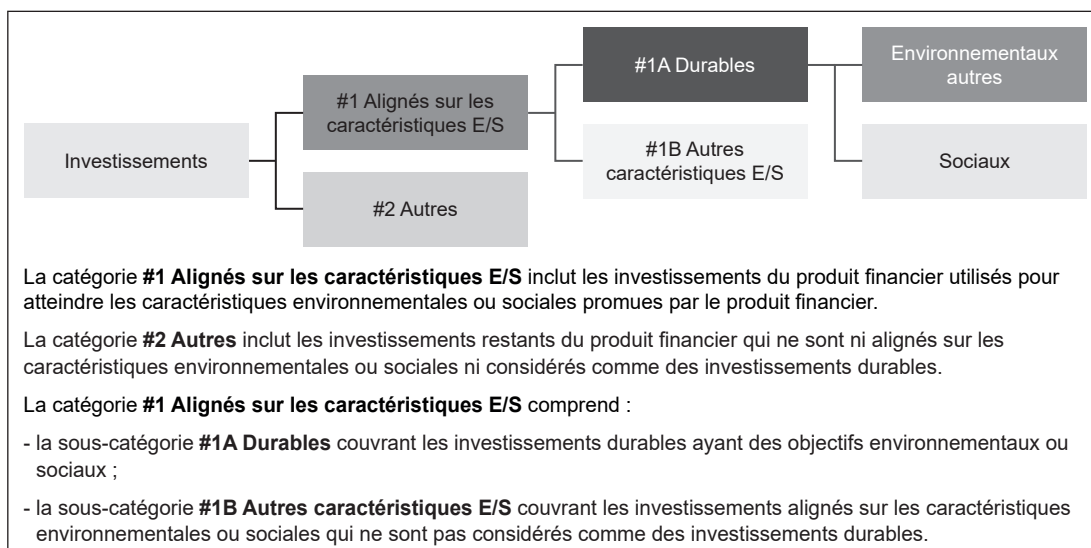 Investissements
#1 Alignés sur les
caractéristiques E/S
#2 Autres
#1A Durables
#1B Autres
caractéristiques E/S
Environnementaux
autres
Sociaux
La catégorie #1 Alignés sur les caractéristiques E/S inclut les investissements du produit financier utilisés pour
atteindre les caractéristiques environnementales ou sociales promues par le produit financier.
La catégorie #2 Autres inclut les investissements restants du produit financier qui ne sont ni alignés sur les
caractéristiques environnementales ou sociales ni considérés comme des investissements durables.
La catégorie #1 Alignés sur les caractéristiques E/S comprend :
- la sous-catégorie #1A Durables couvrant les investissements durables ayant des objectifs environnementaux ou
sociaux ;
- la sous-catégorie #1B Autres caractéristiques E/S couvrant les investissements alignés sur les caractéristiques
environnementales ou sociales qui ne sont pas considérés comme des investissements durables.